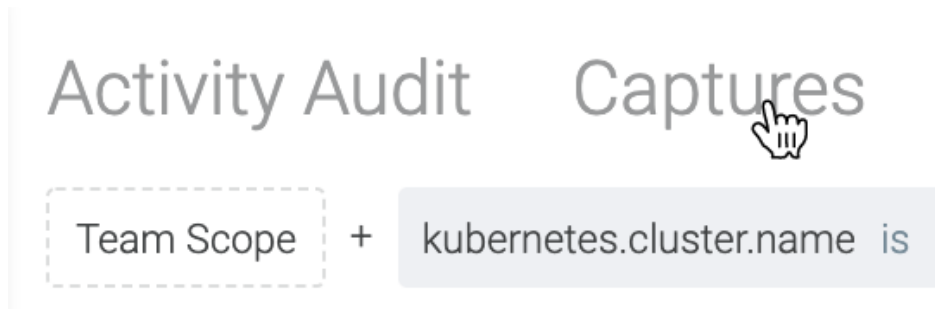 Activity Audit Captures
Team Scope + kubernetes.cluster.name is